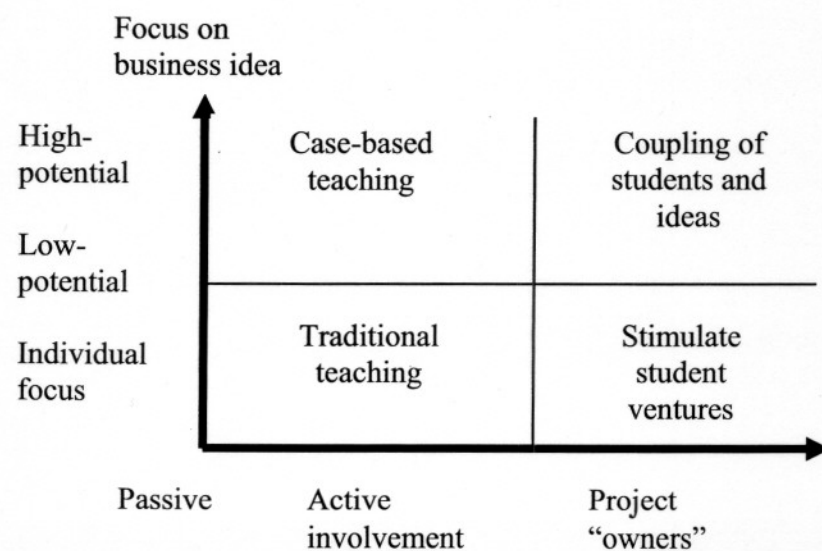 Focus on
business idea
High-
potential
Case-based
teaching
Coupling of
students and
ideas
Low-
potential
Individual
focus
Traditional
teaching
Stimulate
student
ventures
Passive
Active
involvement
Project
“owners”